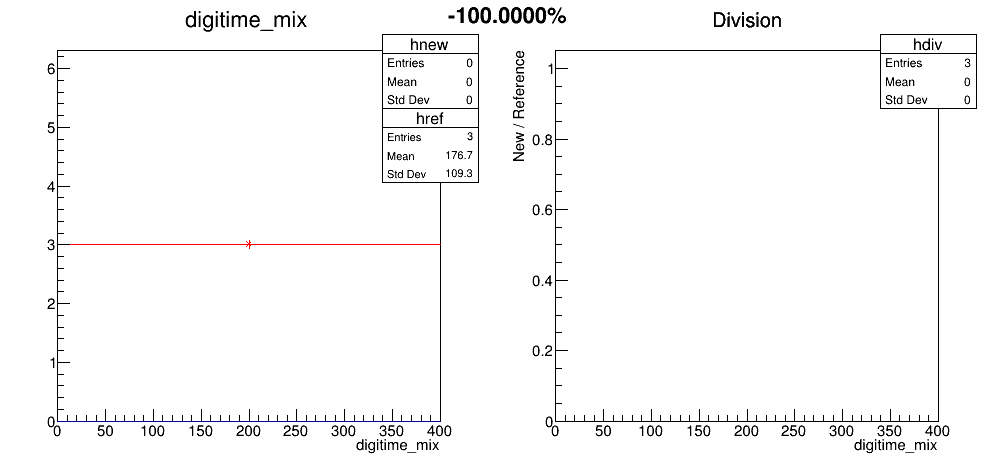 digitime_mix
-100.0000%
Division
hnew
Entries 0
Mean 0
Std Dev 0
href
Entries 3
Mean 176.7
Std Dev 109.3
6
5
4
3
2
1
0
0 50 100 150 200 250 300 350 400
digitime_mix
hdiv
Entries 3
Mean 0
Std Dev 0
New / Reference
1
0.8
0.6
0.4
0.2
0
0 50 100 150 200 250 300 350 400
digitime_mix